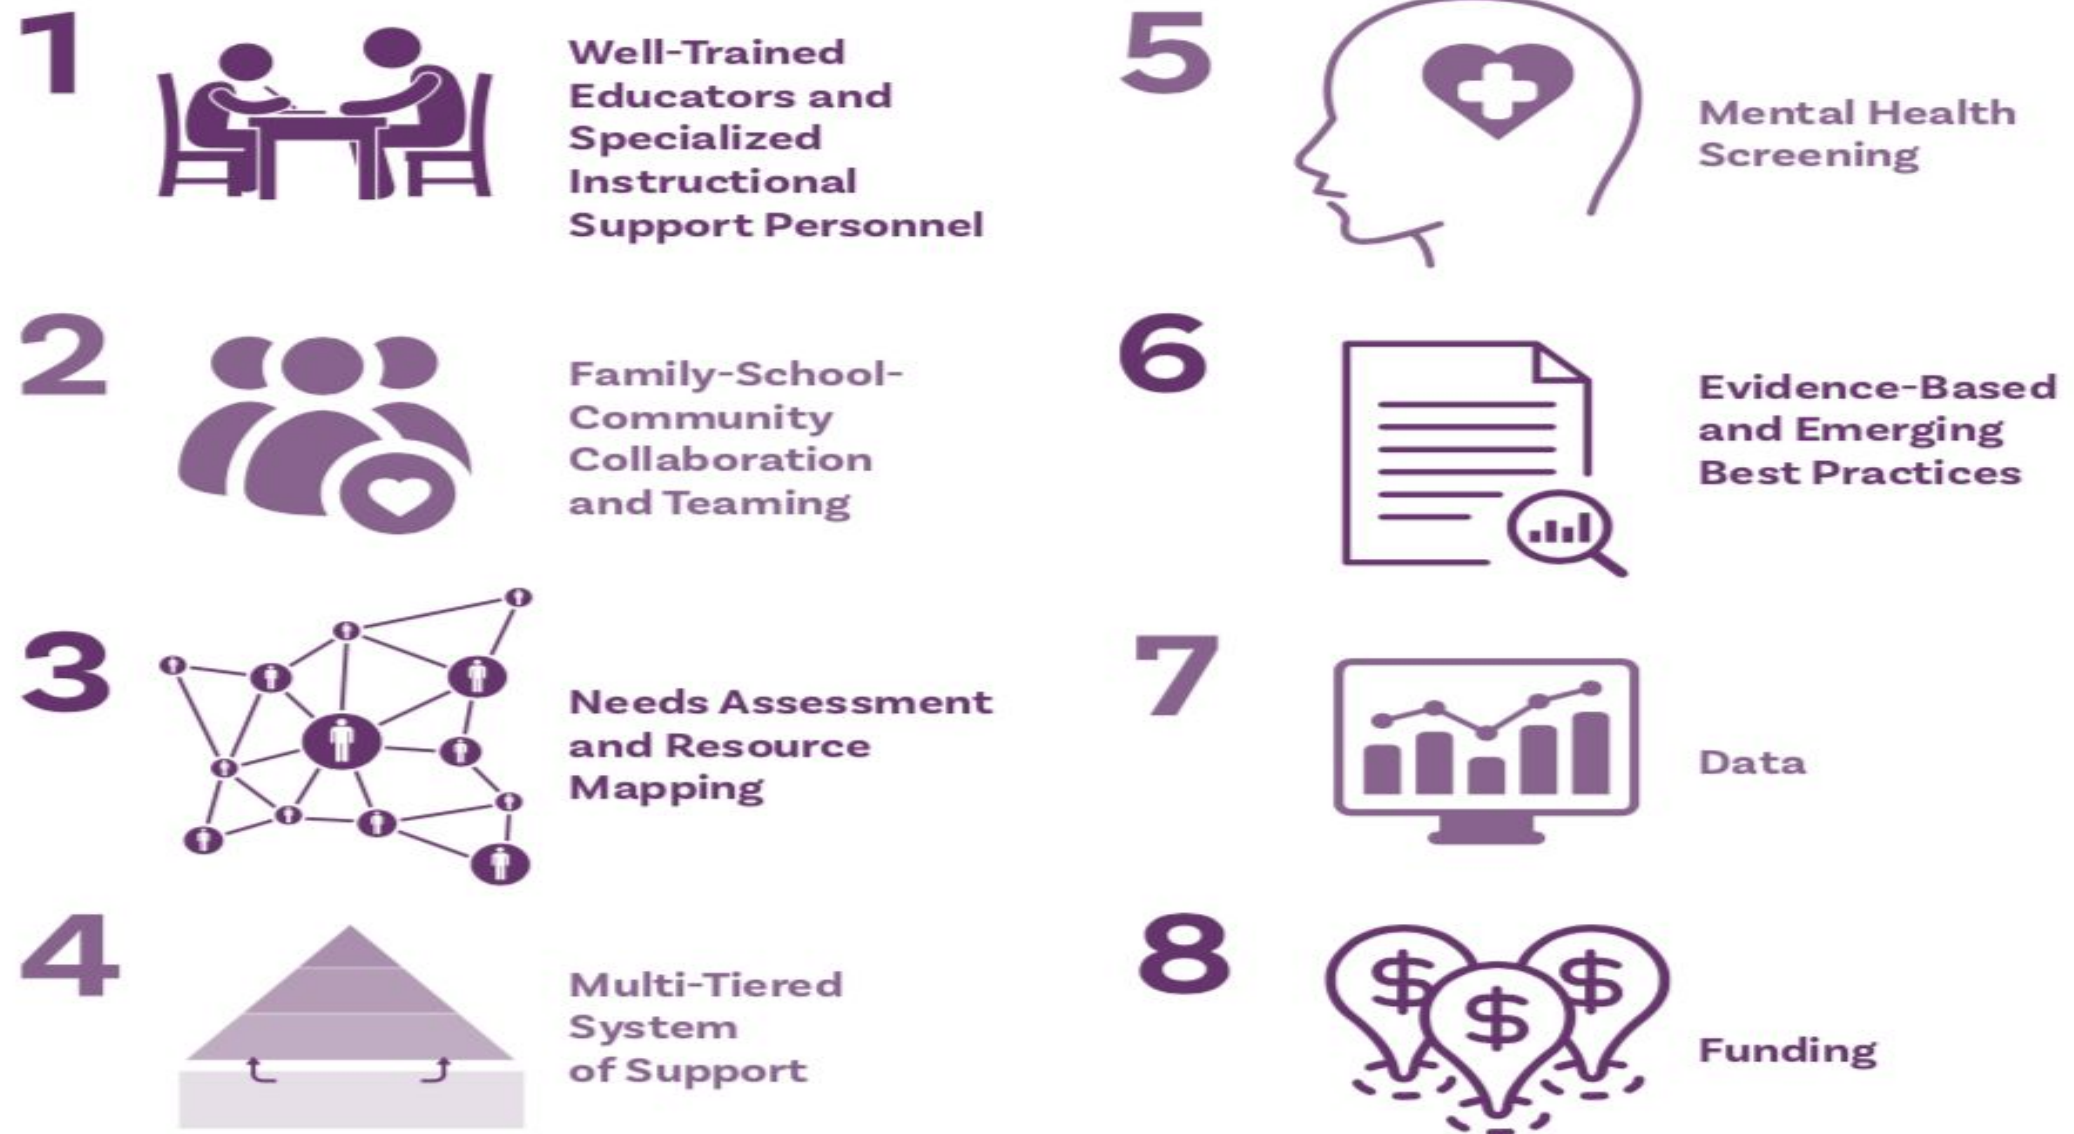 1
Well-Trained
Educators and
Specialized
Instructional
Support Personnel
2
Family-School-
Community
Collaboration
and Teaming
3
Needs Assessment
and Resource
Mapping
4
Multi-Tiered
System
of Support
5
Mental Health
Screening
6
Evidence-Based
and Emerging
Best Practices
7
Data
8
$ $ $
Funding